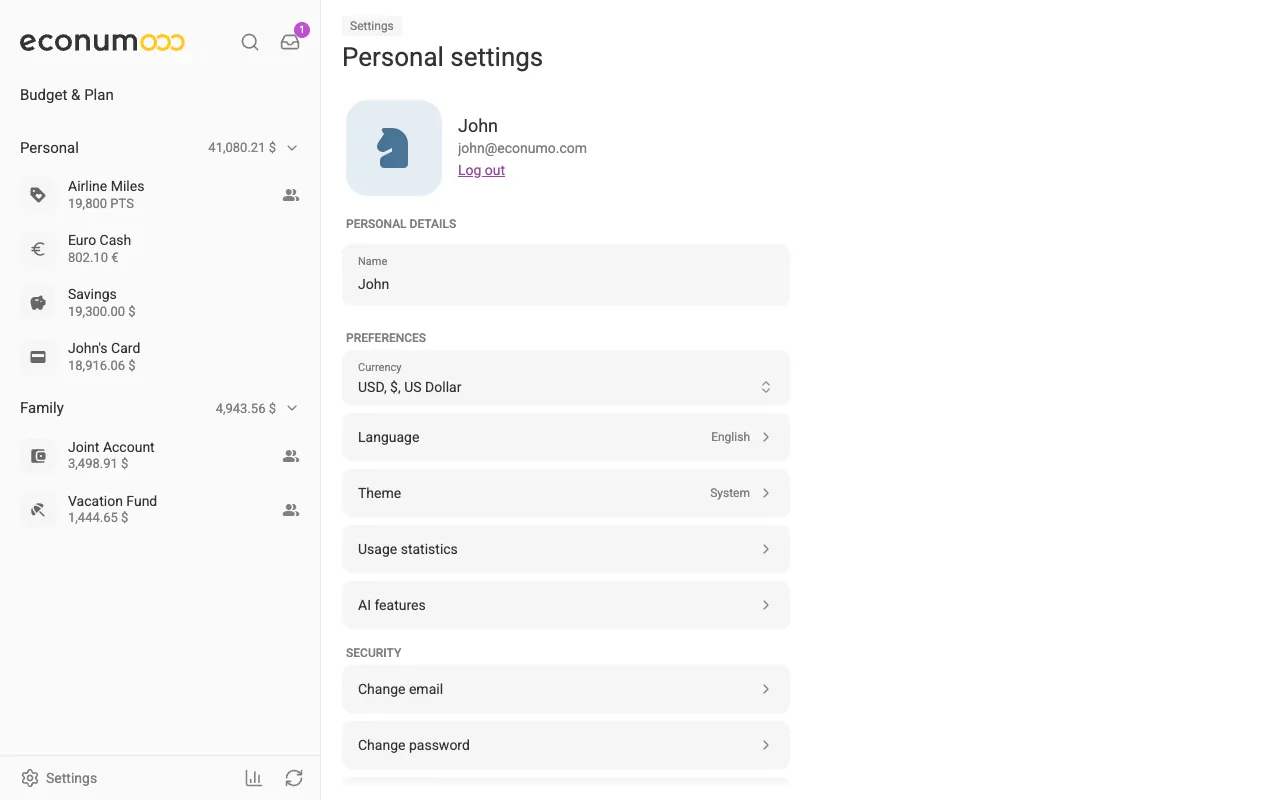 econumo
1
Budget & Plan
Personal 41,080.21 $
Airline Miles
19,800 PTS
€
Euro Cash
802.10 €
Savings
19,300.00 $
John's Card
18,916.06 $
Family 4,943.56 $
Joint Account
3,498.91 $
Vacation Fund
1,444.65 $
Settings
Settings
Personal settings
John
john@econumo.com
Log out
PERSONAL DETAILS
Name
John
PREFERENCES
Currency
USD, $, US Dollar
Language English
Theme System
Usage statistics
AI features
SECURITY
Change email
Change password